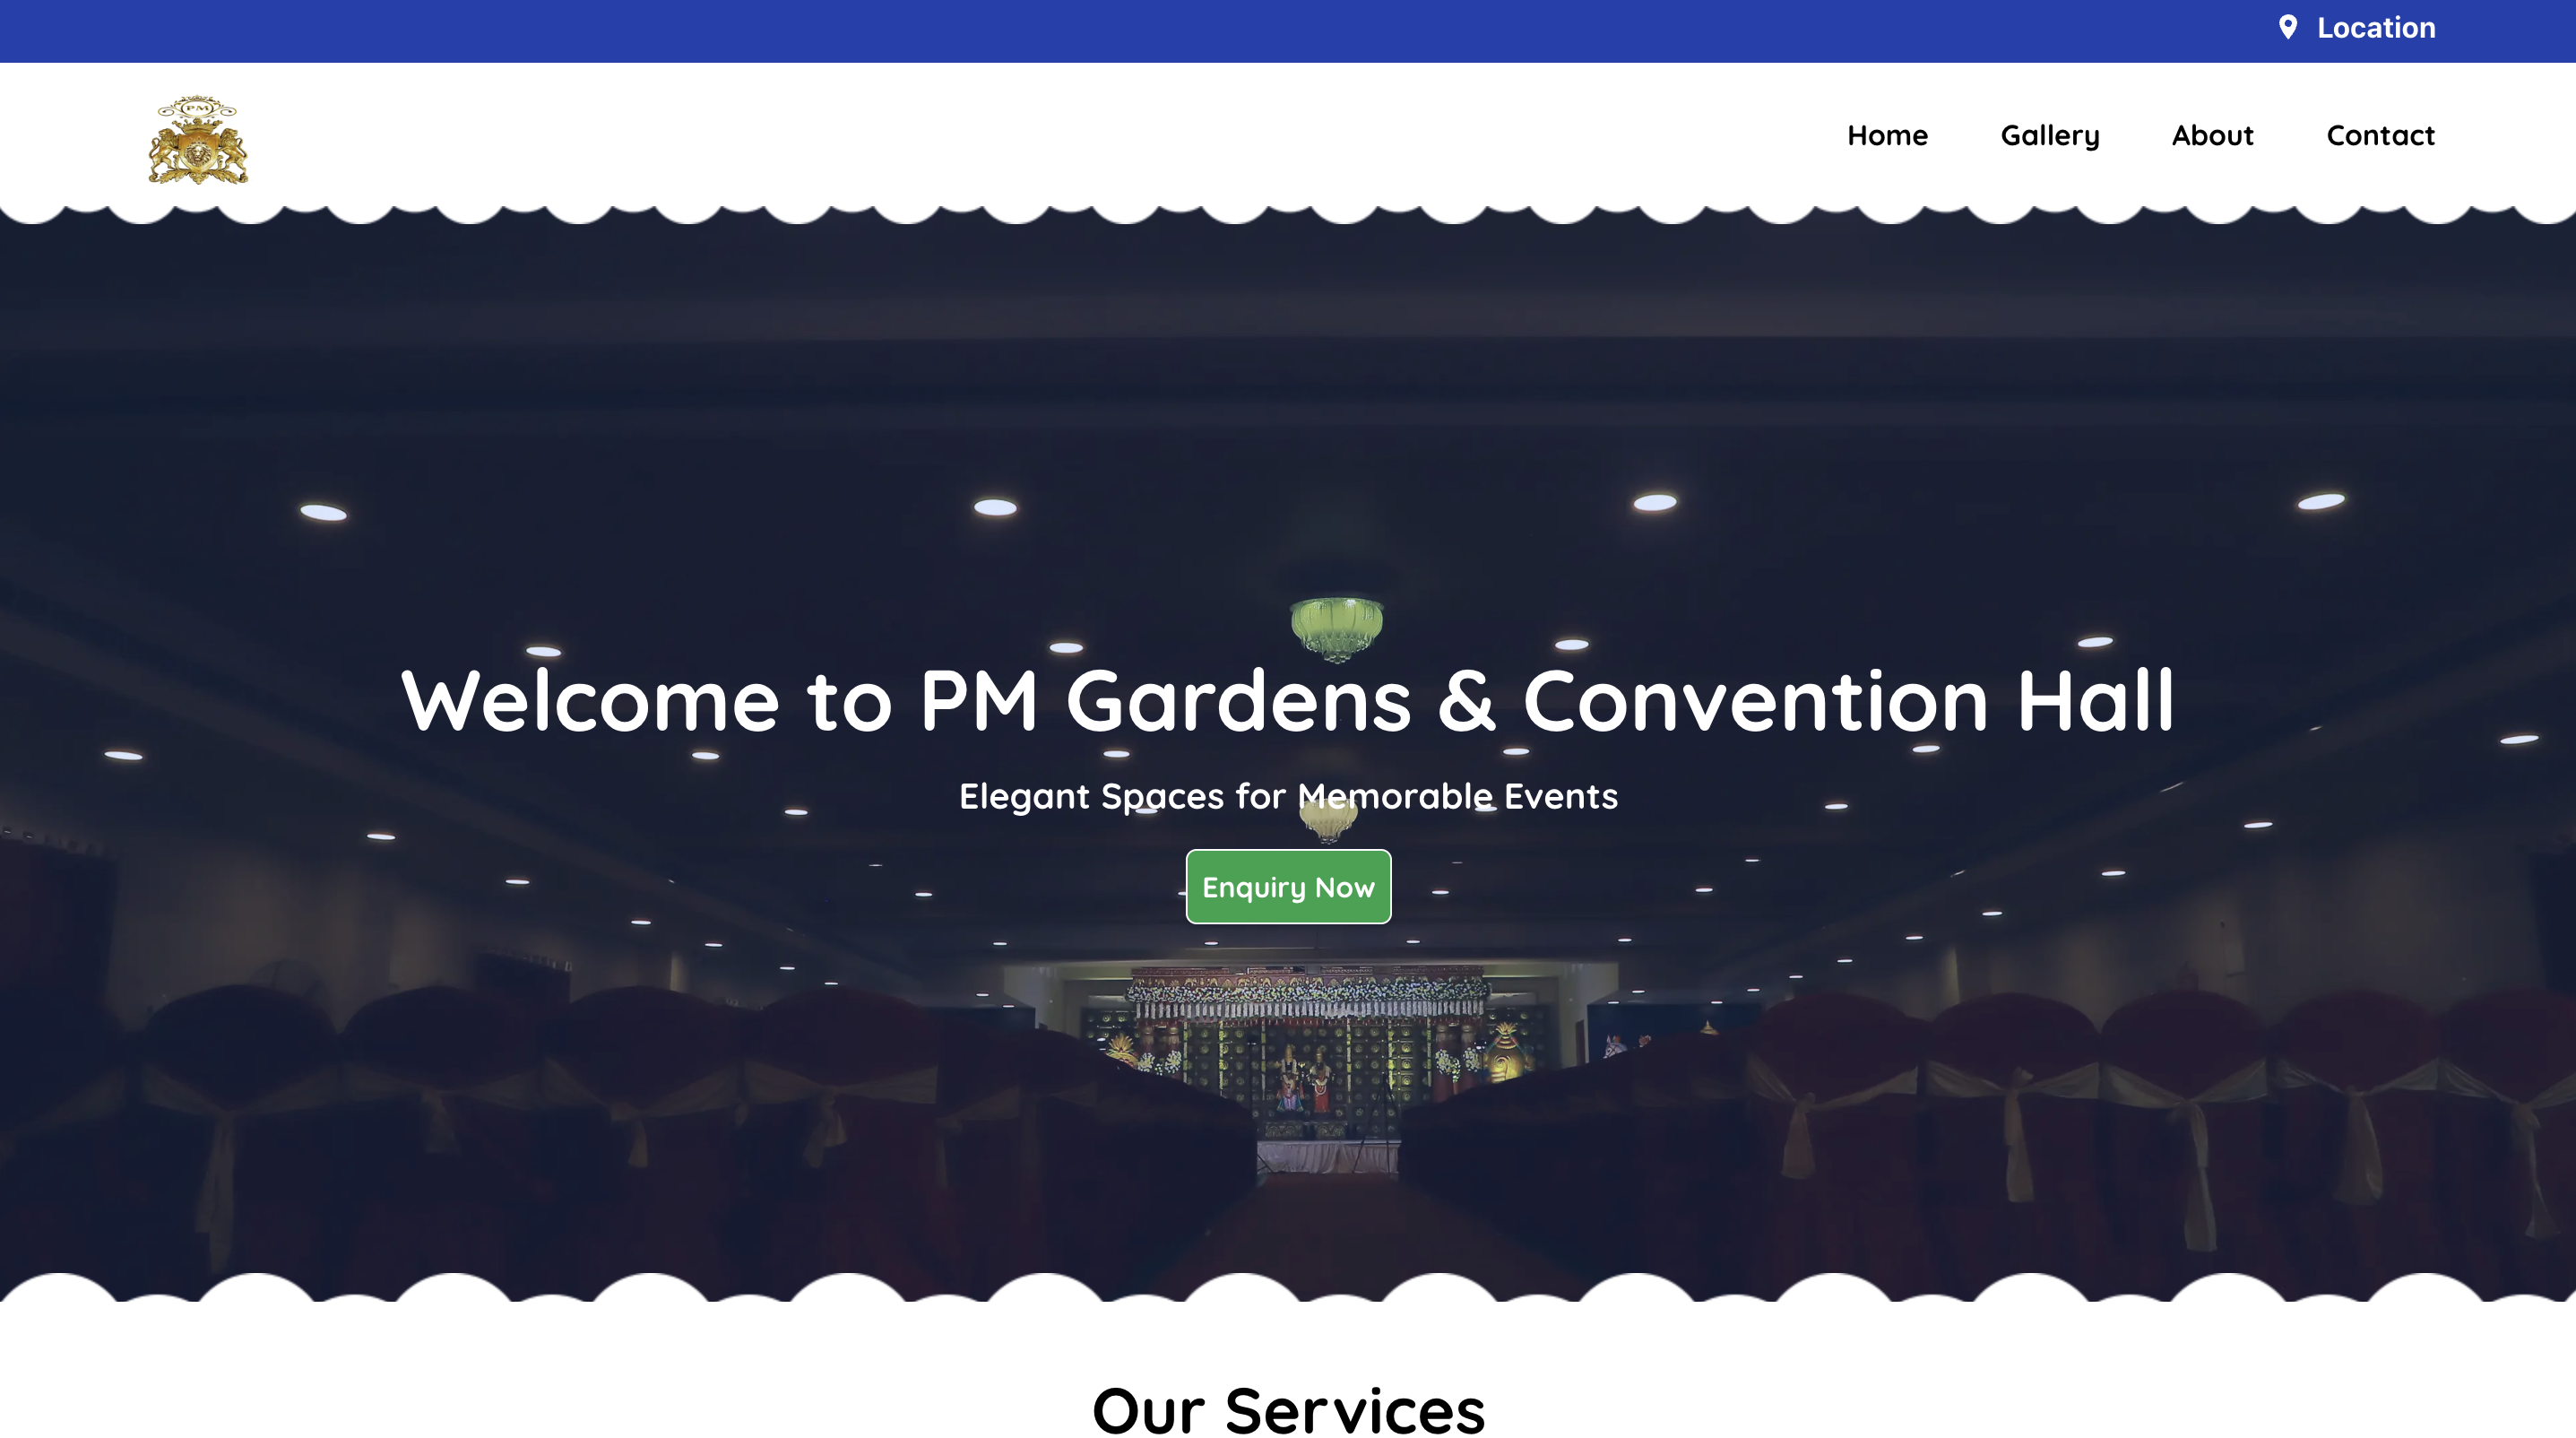 Location
PM
Home
Gallery
About
Contact
Welcome to PM Gardens & Convention Hall
Elegant Spaces for Memorable Events
Enquiry Now
Our Services